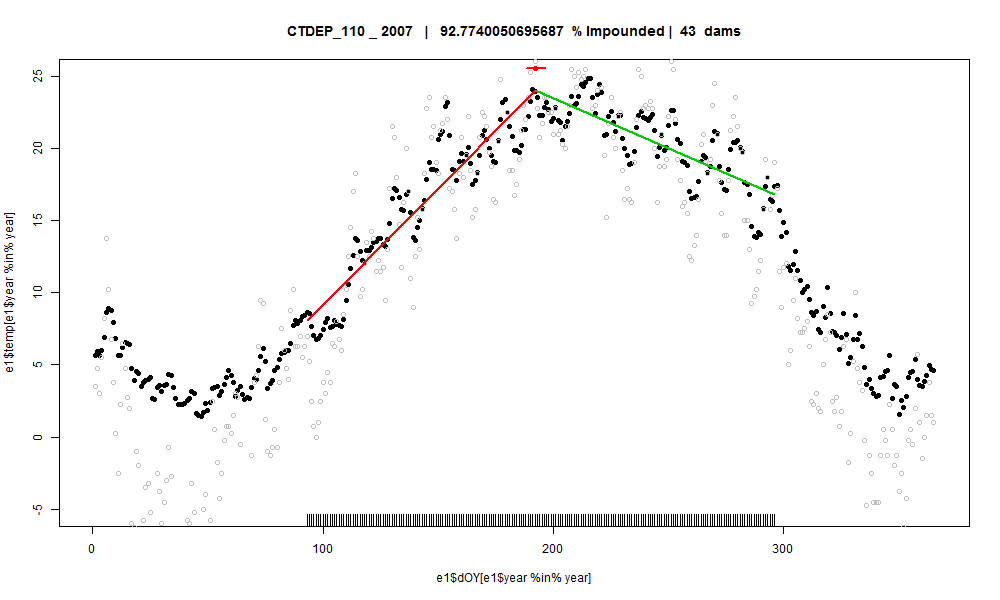 CTDEP_110 _ 2007 | 92.7740050695687 % Impounded | 43 dams
e1$temp[e1$year %in% year]
25
20
15
10
5
0
-5
0 100 200 300
e1$dOY[e1$year %in% year]